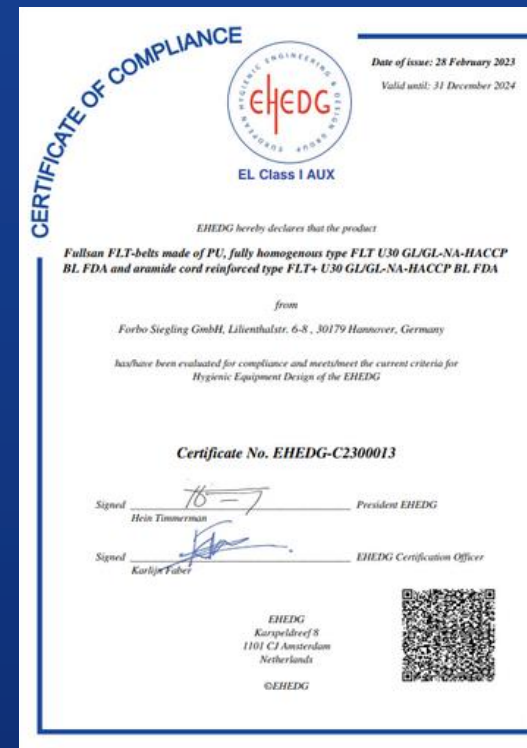 CERTIFICATE OF COMPLIANCE
EUROPEAN HYGIENIC ENGINEERING & DESIGN GROUP
EHEDG
EL Class I AUX
Date of issue: 28 February 2023
Valid until: 31 December 2024
EHEDG hereby declares that the product
Fullsan FLT-belts made of PU, fully homogenous type FLT U30 GL/GL-NA-HACCP
BL FDA and aramide cord reinforced type FLT+ U30 GL/GL-NA-HACCP BL FDA
from
Forbo Siegling GmbH, Lilienthalstr. 6-8 , 30179 Hannover, Germany
has/have been evaluated for compliance and meets/meet the current criteria for
Hygienic Equipment Design of the EHEDG
Certificate No. EHEDG-C2300013
Signed President EHEDG
Hein Timmerman
Signed EHEDG Certification Officer
Karlijn Faber
EHEDG
Karspeldreef 8
1101 CJ Amsterdam
Netherlands
©EHEDG